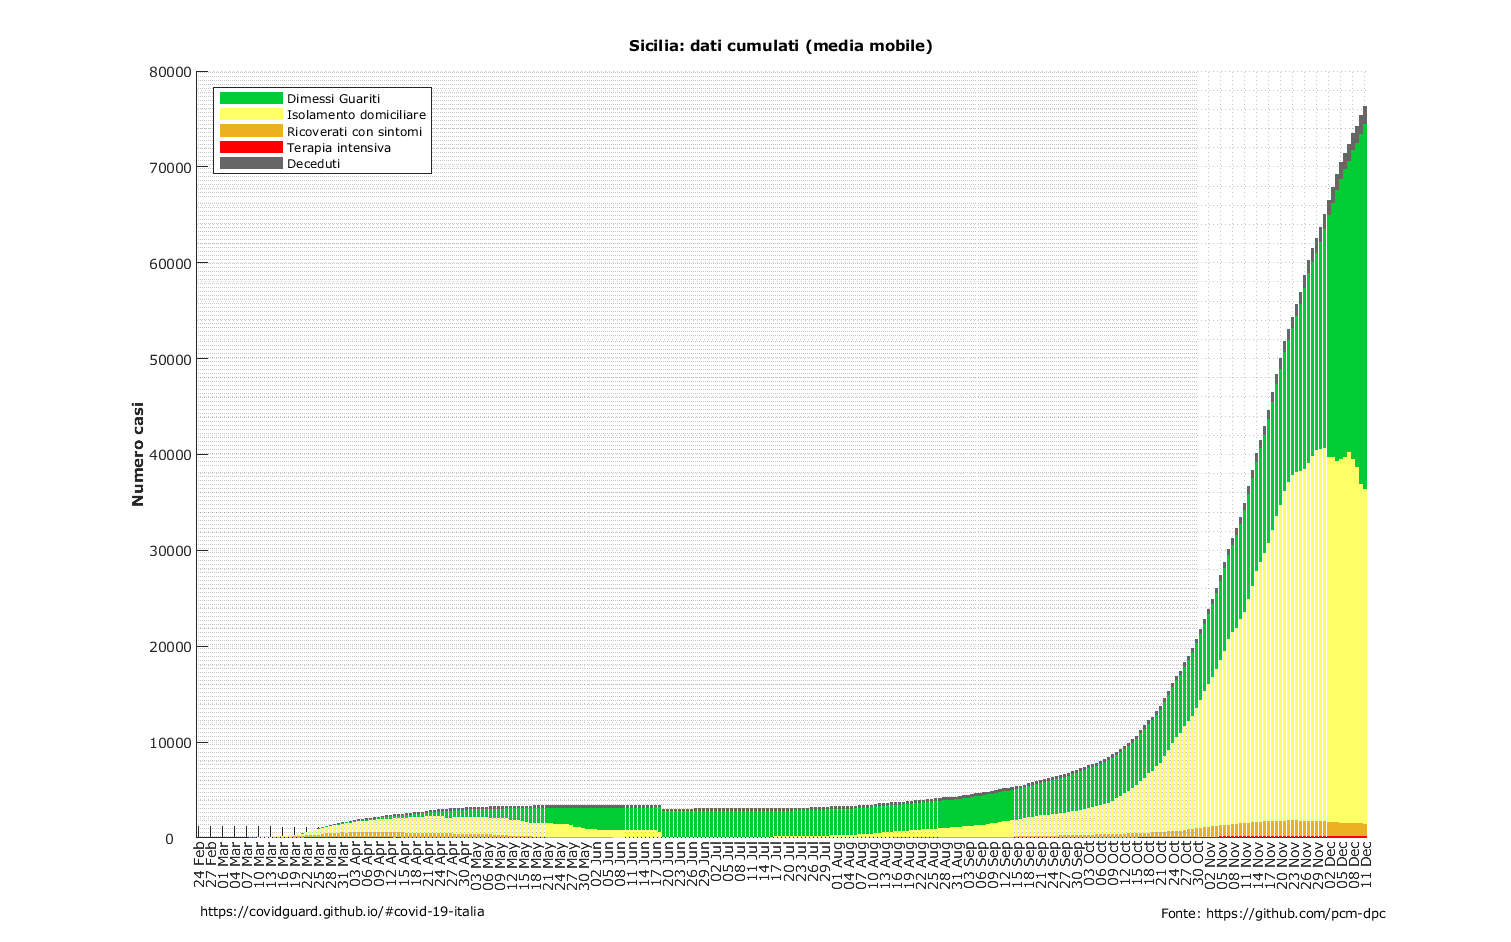 Sicilia: dati cumulati (media mobile)
80000
70000
60000
50000
40000
30000
20000
10000
0
Numero casi
Dimessi Guariti
Isolamento domiciliare
Ricoverati con sintomi
Terapia intensiva
Deceduti
24 Feb
27 Feb
01 Mar
04 Mar
07 Mar
10 Mar
13 Mar
16 Mar
19 Mar
22 Mar
25 Mar
28 Mar
31 Mar
03 Apr
06 Apr
09 Apr
12 Apr
15 Apr
18 Apr
21 Apr
24 Apr
27 Apr
30 Apr
03 May
06 May
09 May
12 May
15 May
18 May
21 May
24 May
27 May
30 May
02 Jun
05 Jun
08 Jun
11 Jun
14 Jun
17 Jun
20 Jun
23 Jun
26 Jun
29 Jun
02 Jul
05 Jul
08 Jul
11 Jul
14 Jul
17 Jul
20 Jul
23 Jul
26 Jul
29 Jul
01 Aug
04 Aug
07 Aug
10 Aug
13 Aug
16 Aug
19 Aug
22 Aug
25 Aug
28 Aug
31 Aug
03 Sep
06 Sep
09 Sep
12 Sep
15 Sep
18 Sep
21 Sep
24 Sep
27 Sep
30 Sep
03 Oct
06 Oct
09 Oct
12 Oct
15 Oct
18 Oct
21 Oct
24 Oct
27 Oct
30 Oct
02 Nov
05 Nov
08 Nov
11 Nov
14 Nov
17 Nov
20 Nov
23 Nov
26 Nov
29 Nov
02 Dec
05 Dec
08 Dec
11 Dec
https://covidguard.github.io/#covid-19-italia
Fonte: https://github.com/pcm-dpc